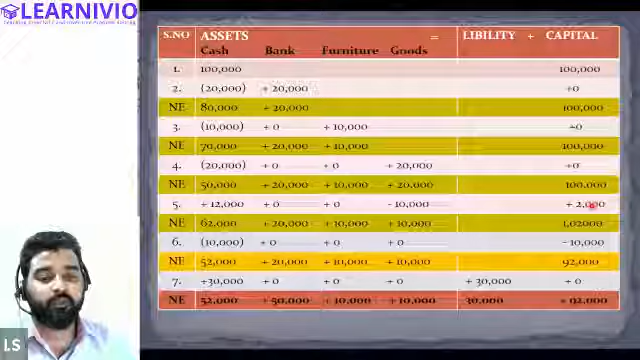 LEARNIVIO
S.NO ASSETS = LIBILITY + CAPITAL
Cash Bank Furniture Goods
1. 100,000 100,000
2. (20,000) + 20,000 +0
NE 80,000 + 20,000 100,000
3. (10,000) + 0 + 10,000 +0
NE 70,000 + 20,000 + 10,000 100,000
4. (20,000) + 0 + 0 + 20,000 +0
NE 50,000 + 20,000 + 10,000 + 20,000 100,000
5. + 12,000 + 0 + 0 - 10,000 + 2,000
NE 62,000 + 20,000 + 10,000 + 10,000 1,02000
6. (10,000) + 0 + 0 + 0 - 10,000
NE 52,000 + 20,000 + 10,000 + 10,000 92,000
7. +30,000 + 0 + 0 + 0 + 30,000 + 0
NE 52,000 + 50,000 + 10,000 + 10,000 30,000 + 92,000
LS